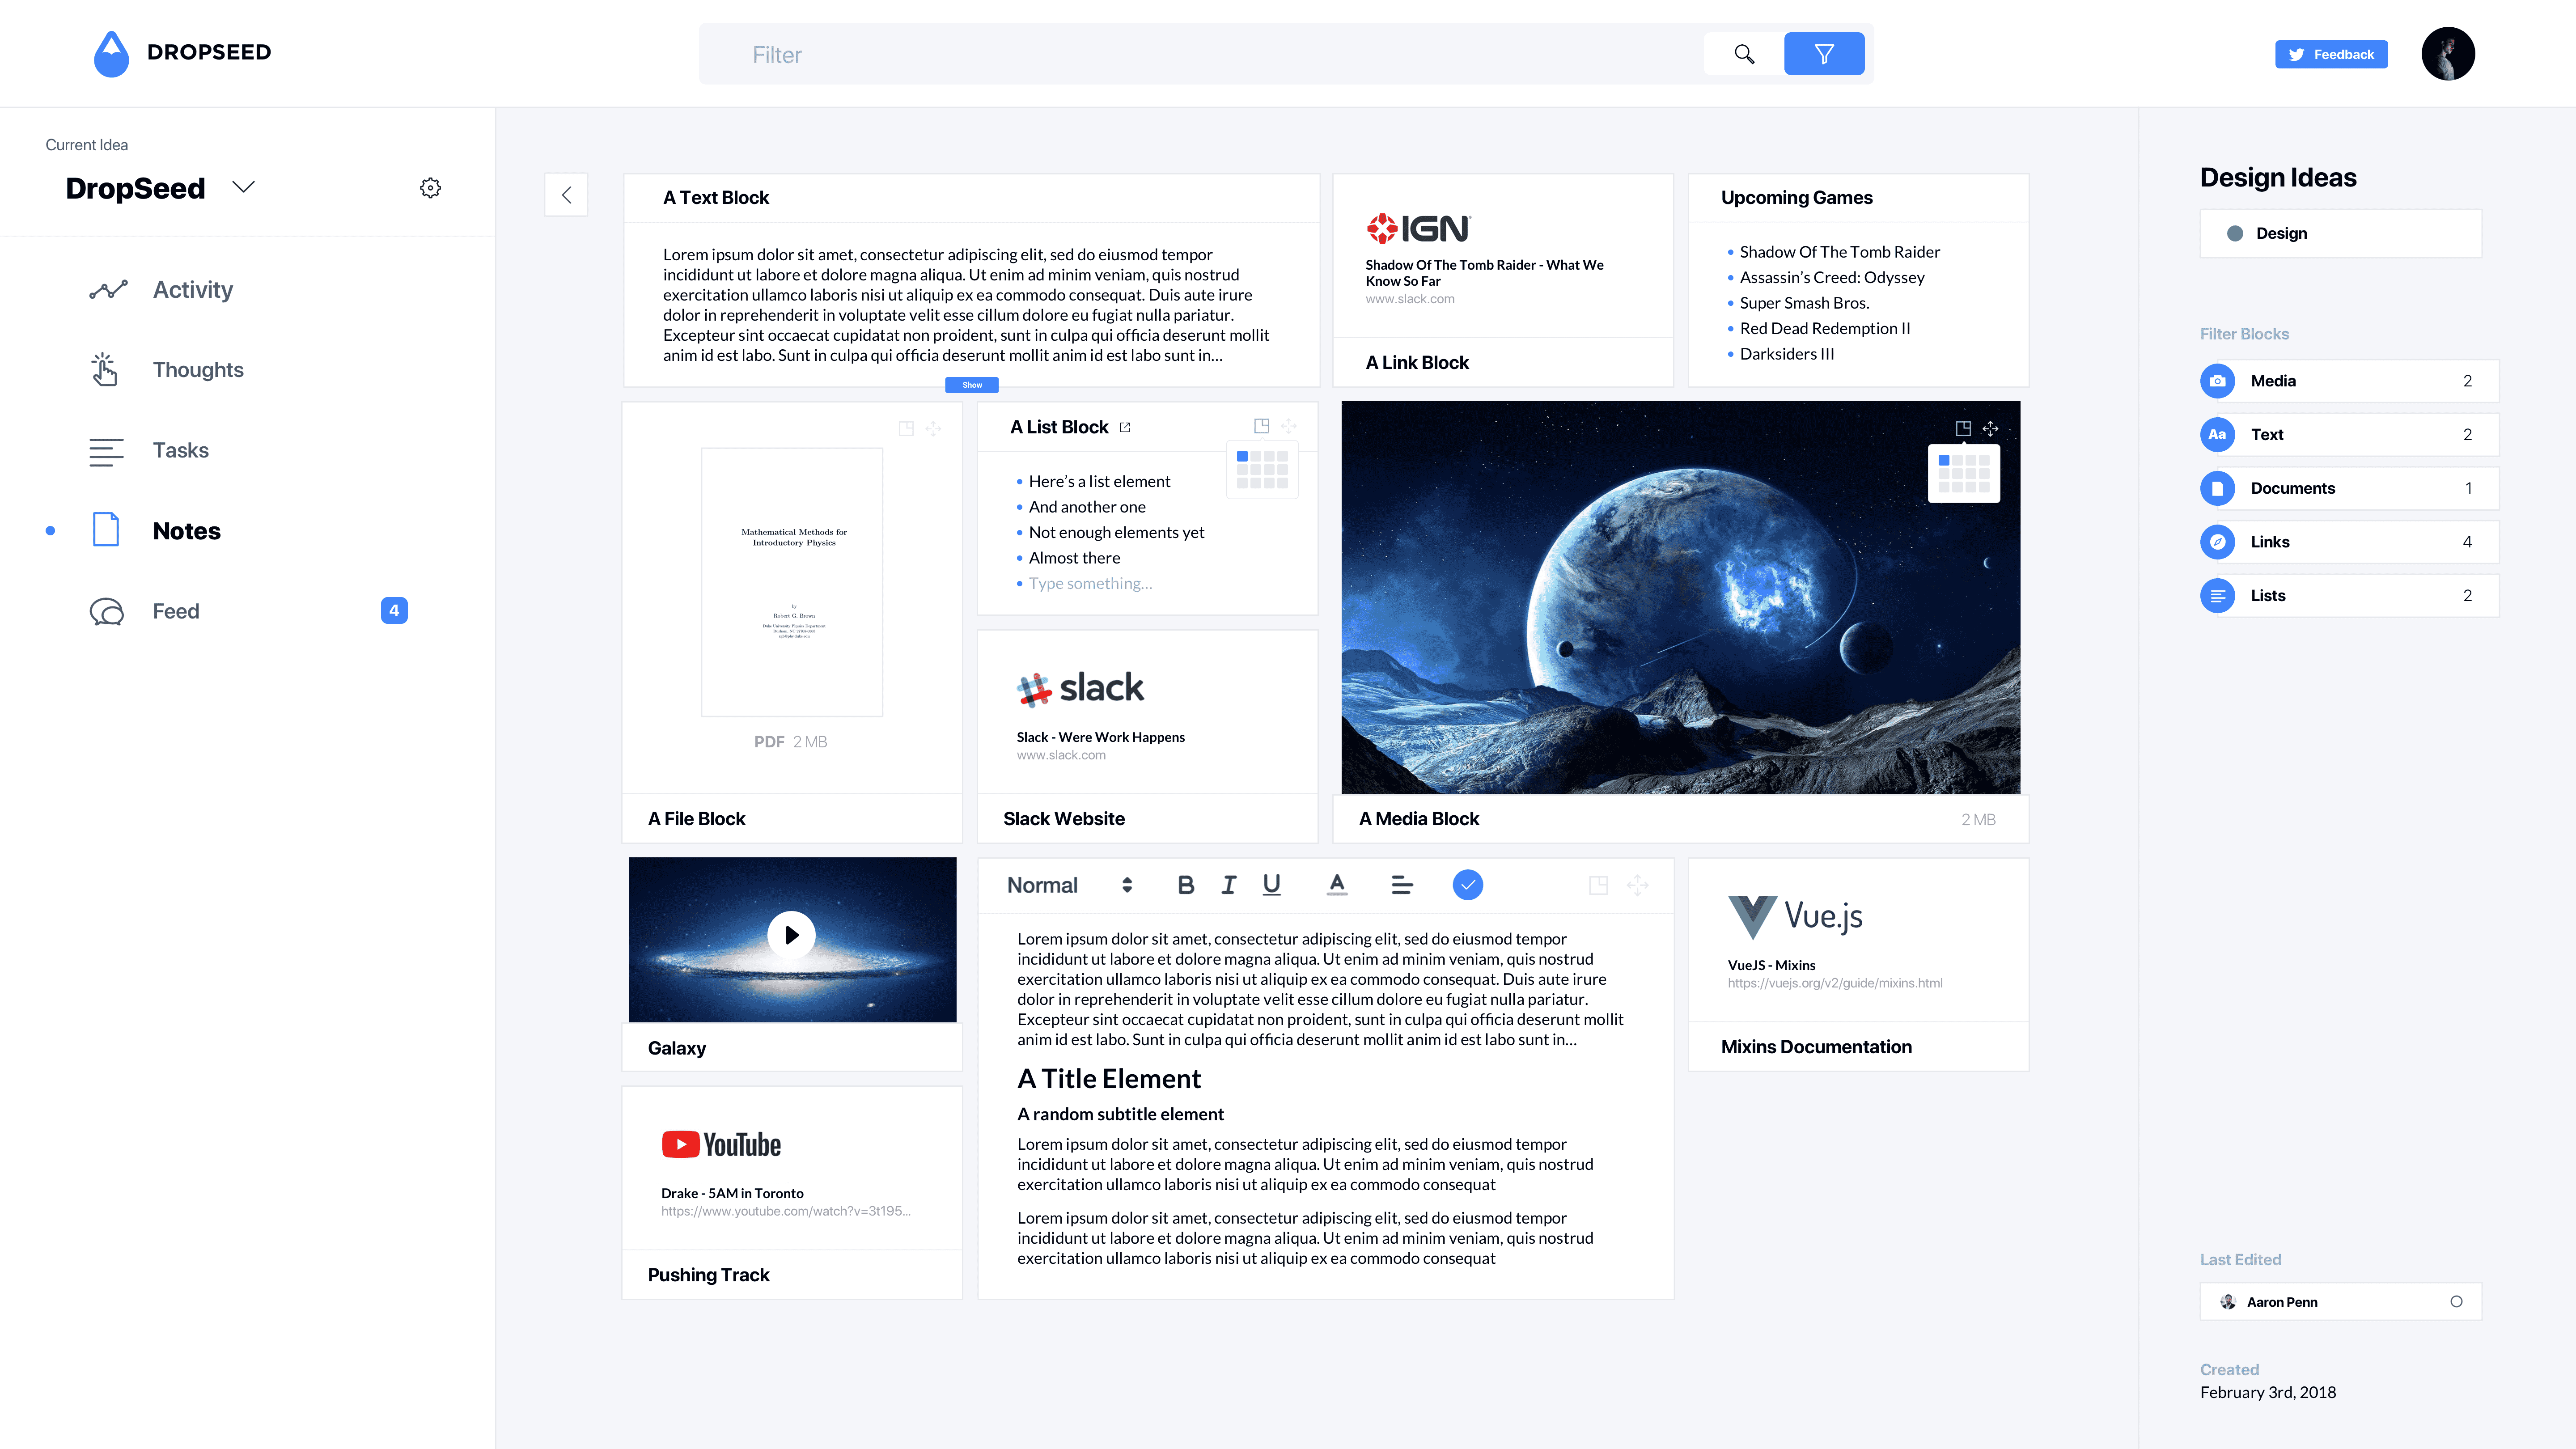 DROPSEED
Filter
Feedback
Current Idea
DropSeed
Activity
Thoughts
Tasks
Notes
Feed
4
A Text Block
Lorem ipsum dolor sit amet, consectetur adipiscing elit, sed do eiusmod tempor
incididunt ut labore et dolore magna aliqua. Ut enim ad minim veniam, quis nostrud
exercitation ullamco laboris nisi ut aliquip ex ea commodo consequat. Duis aute irure
dolor in reprehenderit in voluptate velit esse cillum dolore eu fugiat nulla pariatur.
Excepteur sint occaecat cupidatat non proident, sunt in culpa qui officia deserunt mollit
anim id est labo. Sunt in culpa qui officia deserunt mollit anim id est labo sunt in...
Show
IGN
Shadow Of The Tomb Raider - What We
Know So Far
www.slack.com
A Link Block
Upcoming Games
Shadow Of The Tomb Raider
Assassin's Creed: Odyssey
Super Smash Bros.
Red Dead Redemption II
Darksiders III
Mathematical Methods for
Introductory Physics
by
Robert G. Brown
Duke University Physics Department
Durham, NC 27708-0305
rgb@phy.duke.edu
PDF 2 MB
A File Block
A List Block
Here's a list element
And another one
Not enough elements yet
Almost there
Type something...
slack
Slack - Were Work Happens
www.slack.com
Slack Website
A Media Block
2 MB
Galaxy
YouTube
Drake - 5AM in Toronto
https://www.youtube.com/watch?v=3t195...
Pushing Track
Normal
B I U A
Lorem ipsum dolor sit amet, consectetur adipiscing elit, sed do eiusmod tempor
incididunt ut labore et dolore magna aliqua. Ut enim ad minim veniam, quis nostrud
exercitation ullamco laboris nisi ut aliquip ex ea commodo consequat. Duis aute irure
dolor in reprehenderit in voluptate velit esse cillum dolore eu fugiat nulla pariatur.
Excepteur sint occaecat cupidatat non proident, sunt in culpa qui officia deserunt mollit
anim id est labo. Sunt in culpa qui officia deserunt mollit anim id est labo sunt in...
A Title Element
A random subtitle element
Lorem ipsum dolor sit amet, consectetur adipiscing elit, sed do eiusmod tempor
incididunt ut labore et dolore magna aliqua. Ut enim ad minim veniam, quis nostrud
exercitation ullamco laboris nisi ut aliquip ex ea commodo consequat
Lorem ipsum dolor sit amet, consectetur adipiscing elit, sed do eiusmod tempor
incididunt ut labore et dolore magna aliqua. Ut enim ad minim veniam, quis nostrud
exercitation ullamco laboris nisi ut aliquip ex ea commodo consequat
Vue.js
VueJS - Mixins
https://vuejs.org/v2/guide/mixins.html
Mixins Documentation
Design Ideas
Design
Filter Blocks
Media 2
Aa Text 2
Documents 1
Links 4
Lists 2
Last Edited
Aaron Penn
Created
February 3rd, 2018